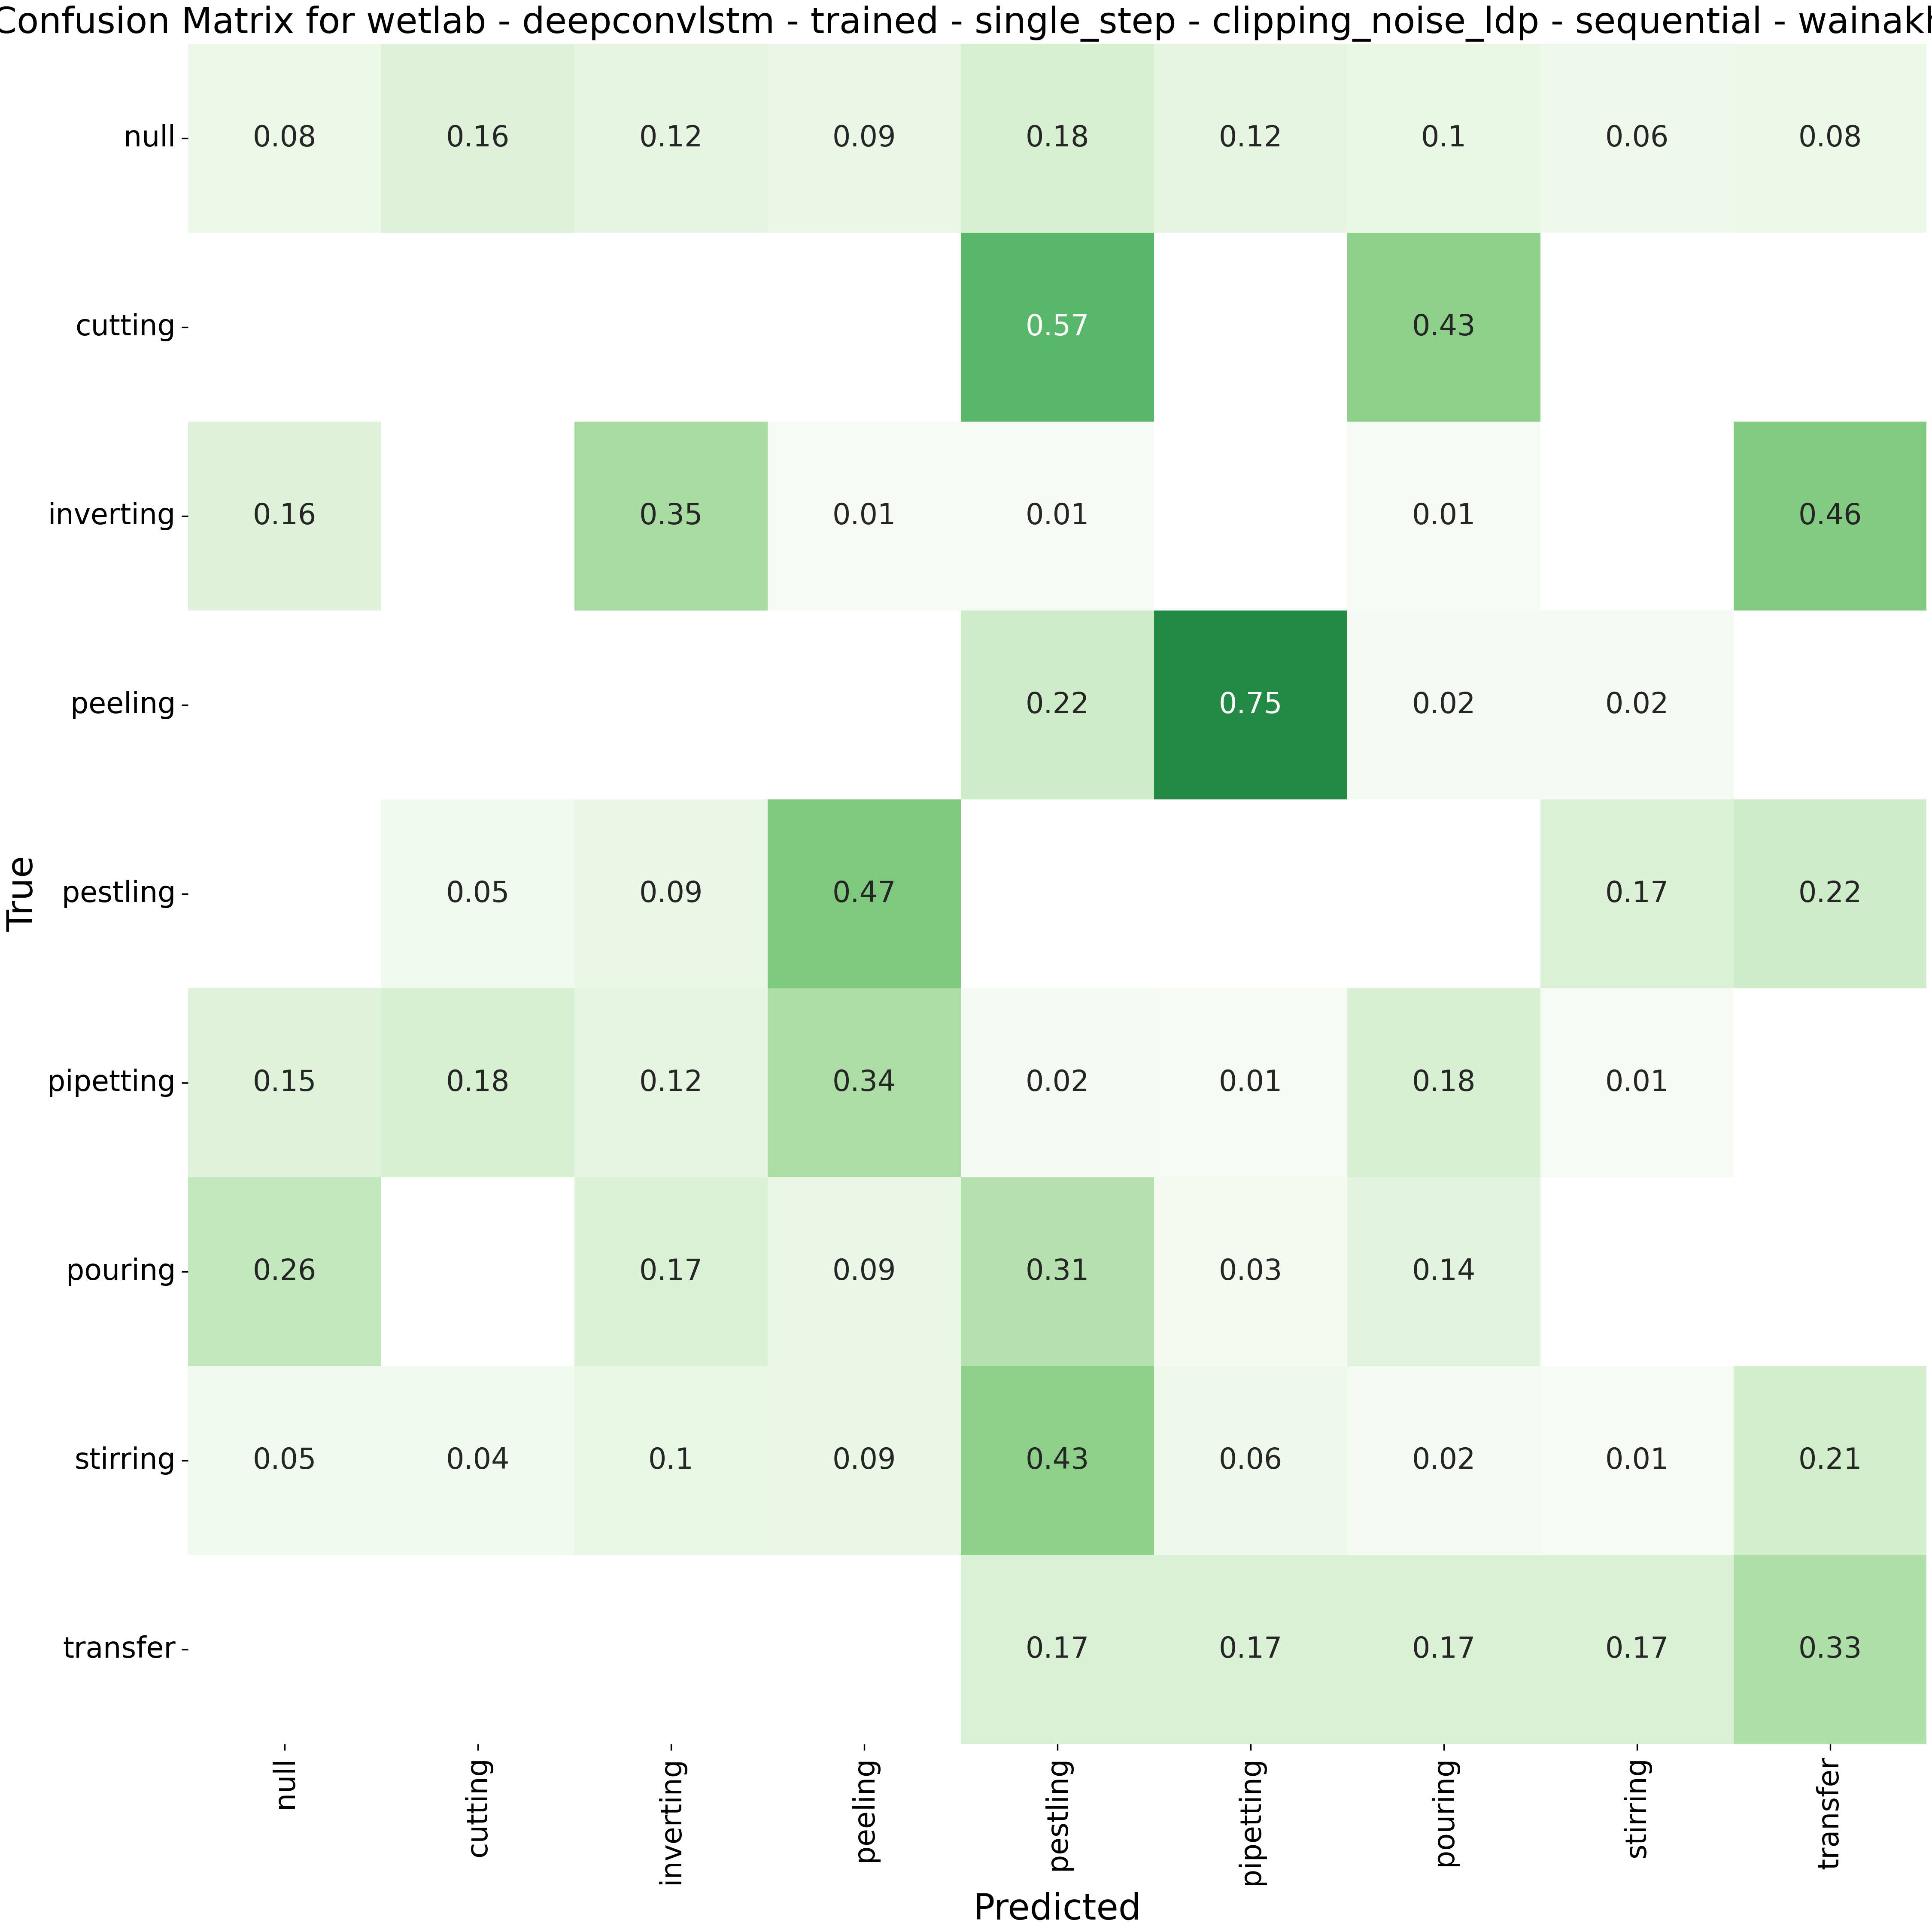 Confusion Matrix for wetlab - deepconvlstm - trained - single_step - clipping_noise_ldp - sequential -
null 0.08 0.16 0.12 0.09 0.18 0.12 0.1 0.06 0.08
cutting 0.57 0.43
inverting 0.16 0.35 0.01 0.01 0.01 0.46
peeling 0.22 0.75 0.02 0.02
pestling 0.05 0.09 0.47 0.17 0.22
pipetting 0.15 0.18 0.12 0.34 0.02 0.01 0.18 0.01
pouring 0.26 0.17 0.09 0.31 0.03 0.14
stirring 0.05 0.04 0.1 0.09 0.43 0.06 0.02 0.01 0.21
transfer 0.17 0.17 0.17 0.17 0.33
True
null cutting inverting peeling pestling pipetting pouring stirring transfer
Predicted